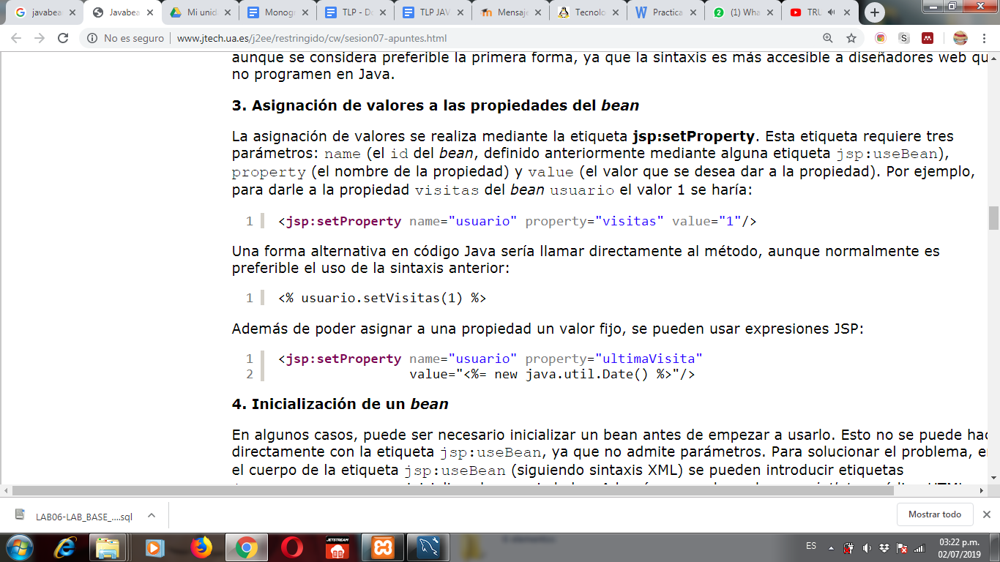 javabea
Javabea
Mi unid
Monogr
TLP - Do
TLP JAV
Mensaje
Tecnolo
Practica
(1) Wha
TRU
No es seguro
www.jtech.ua.es/j2ee/restringido/cw/sesion07-apuntes.html
aunque se considera preferible la primera forma, ya que la sintaxis es más accesible a diseñadores web qu
no programen en Java.
3. Asignación de valores a las propiedades del bean
La asignación de valores se realiza mediante la etiqueta jsp:setProperty. Esta etiqueta requiere tres
parámetros: name (el id del bean, definido anteriormente mediante alguna etiqueta jsp:useBean),
property (el nombre de la propiedad) y value (el valor que se desea dar a la propiedad). Por ejemplo,
para darle a la propiedad visitas del bean usuario el valor 1 se haría:
1 <jsp:setProperty name="usuario" property="visitas" value="1"/>
Una forma alternativa en código Java sería llamar directamente al método, aunque normalmente es
preferible el uso de la sintaxis anterior:
1 <% usuario.setVisitas(1) %>
Además de poder asignar a una propiedad un valor fijo, se pueden usar expresiones JSP:
1 <jsp:setProperty name="usuario" property="ultimaVisita"
2 value="<%= new java.util.Date() %>"/>
4. Inicialización de un bean
En algunos casos, puede ser necesario inicializar un bean antes de empezar a usarlo. Esto no se puede hac
directamente con la etiqueta jsp:useBean, ya que no admite parámetros. Para solucionar el problema, en
el cuerpo de la etiqueta jsp:useBean (siguiendo sintaxis XML) se pueden introducir etiquetas
LAB06-LAB_BASE_....sql
Mostrar todo
JETSTREAM
ES
03:22 p.m.
02/07/2019